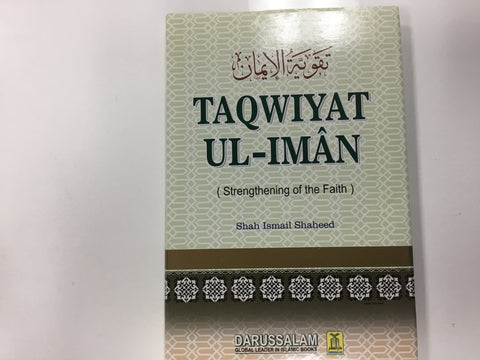 تقوية الإيمان
TAQWIYAT
UL-IMÂN
( Strengthening of the Faith )
Shah Ismail Shaheed
DARUSSALAM
GLOBAL LEADER IN ISLAMIC BOOKS